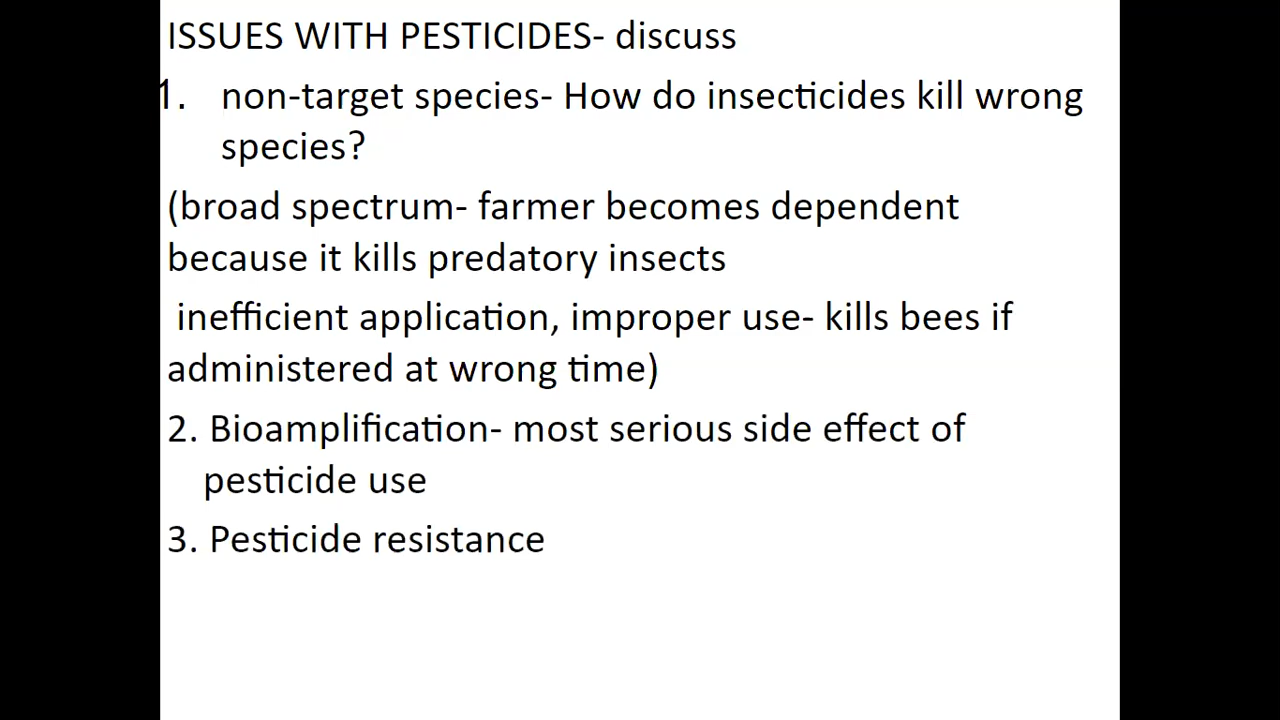 ISSUES WITH PESTICIDES- discuss
1. non-target species- How do insecticides kill wrong
species?
(broad spectrum- farmer becomes dependent
because it kills predatory insects
inefficient application, improper use- kills bees if
administered at wrong time)
2. Bioamplification- most serious side effect of
pesticide use
3. Pesticide resistance